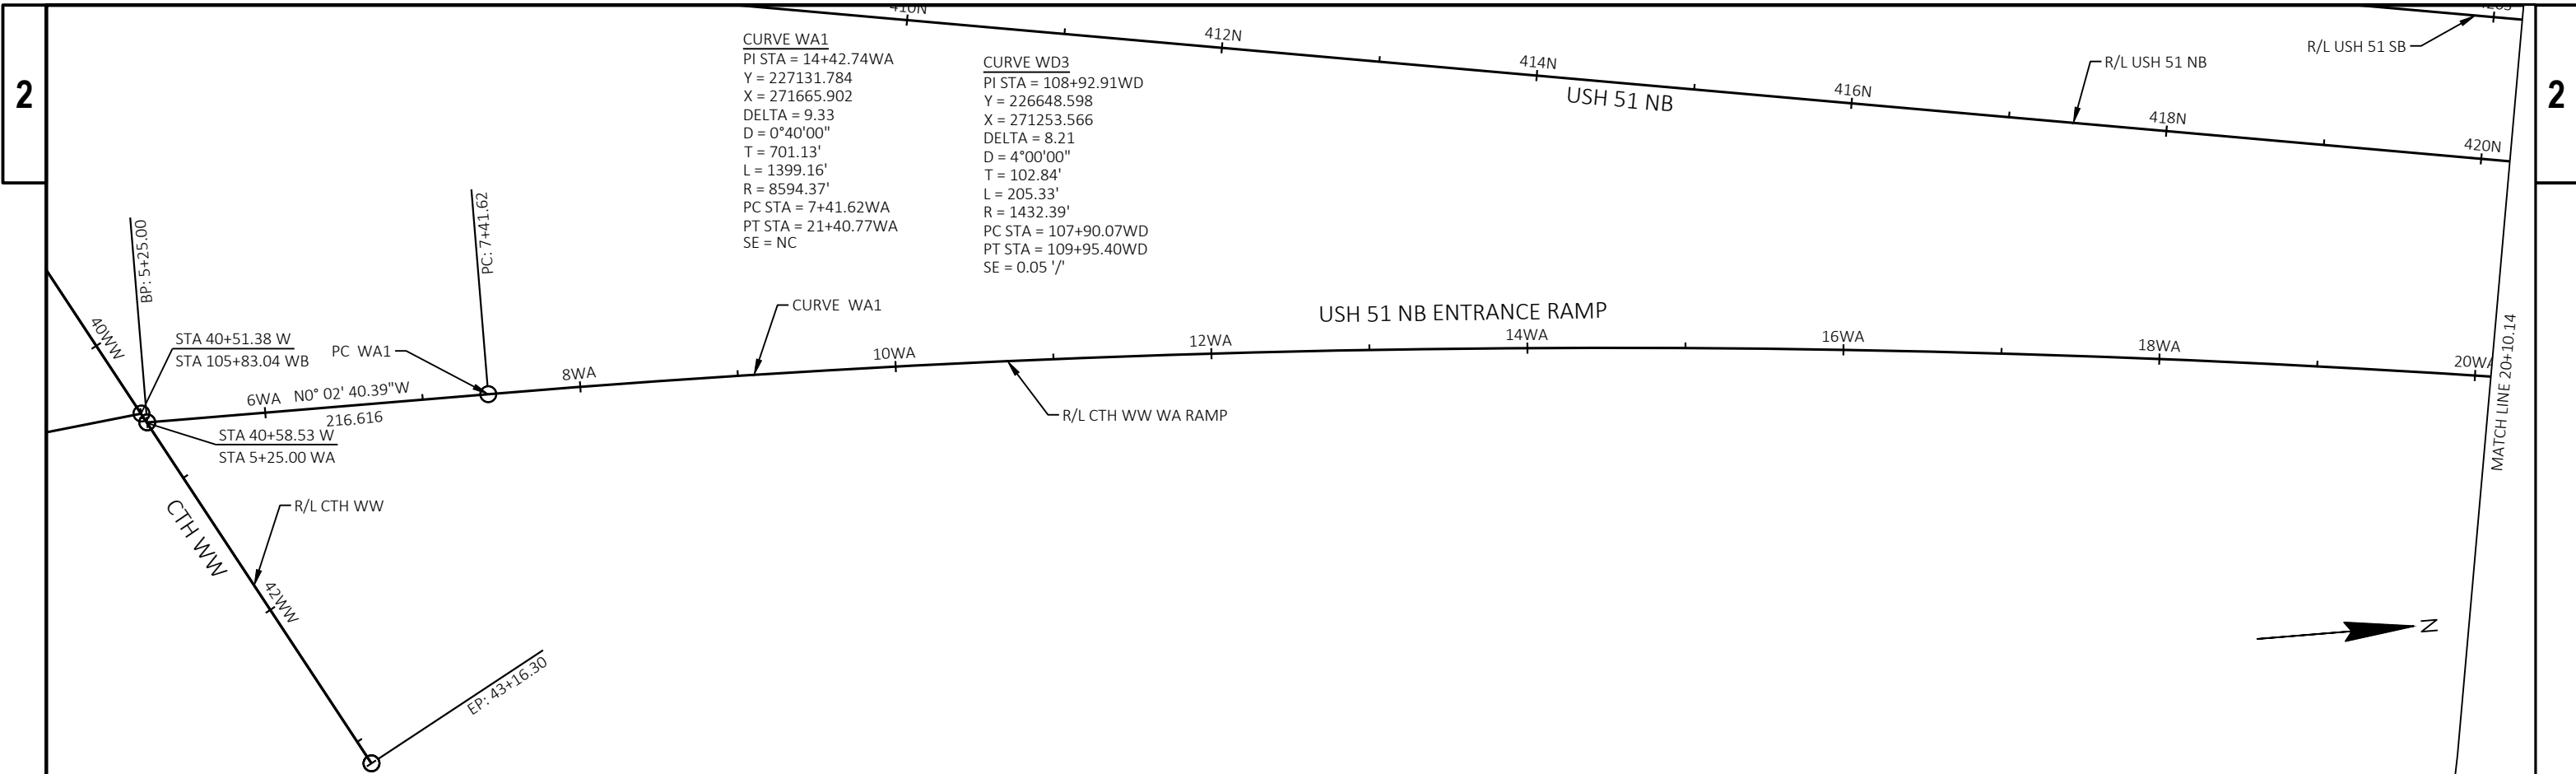 2
412N
414N
416N
418N
420N
USH 51 NB
R/L USH 51 NB
R/L USH 51 SB
2
CURVE WA1
PI STA = 14+42.74WA
Y = 227131.784
X = 271665.902
DELTA = 9.33
D = 0°40'00"
T = 701.13'
L = 1399.16'
R = 8594.37'
PC STA = 7+41.62WA
PT STA = 21+40.77WA
SE = NC
CURVE WD3
PI STA = 108+92.91WD
Y = 226648.598
X = 271253.566
DELTA = 8.21
D = 4°00'00"
T = 102.84'
L = 205.33'
R = 1432.39'
PC STA = 107+90.07WD
PT STA = 109+95.40WD
SE = 0.05 '/'
BP: 5+25.00
PC: 7+41.62
40WW
STA 40+51.38 W
STA 105+83.04 WB
PC WA1
CURVE WA1
USH 51 NB ENTRANCE RAMP
6WA
N0° 02' 40.39"W
216.616
8WA
10WA
12WA
14WA
16WA
18WA
20WA
MATCH LINE 20+10.14
STA 40+58.53 W
STA 5+25.00 WA
R/L CTH WW WA RAMP
R/L CTH WW
CTH WW
42WW
EP: 43+16.30
N